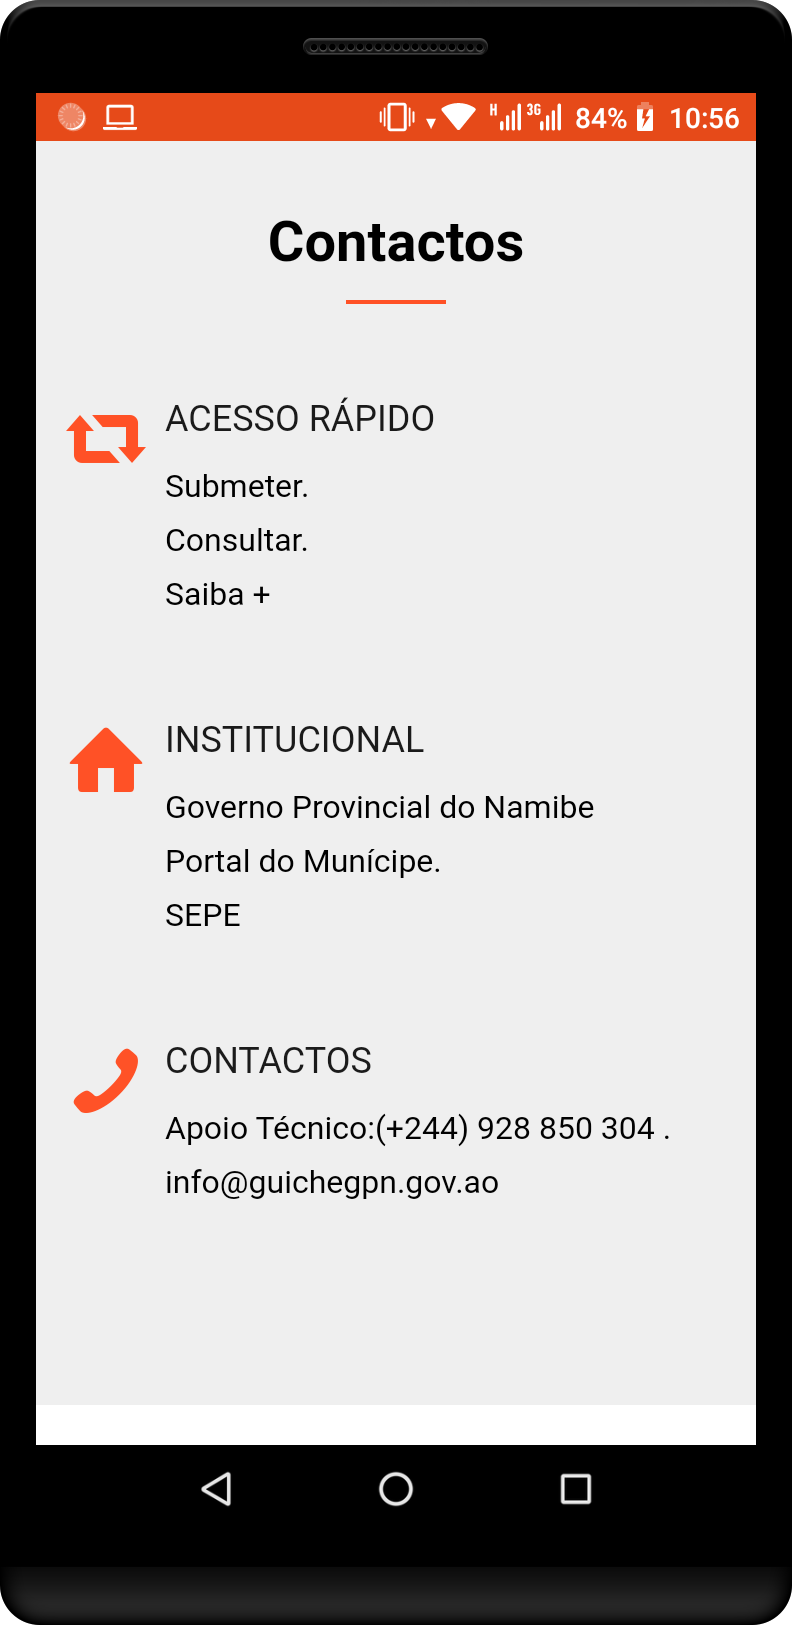 H 3G 84% 10:56
Contactos
ACESSO RÁPIDO
Submeter.
Consultar.
Saiba +
INSTITUCIONAL
Governo Provincial do Namibe
Portal do Munícipe.
SEPE
CONTACTOS
Apoio Técnico:(+244) 928 850 304 .
info@guichegpn.gov.ao